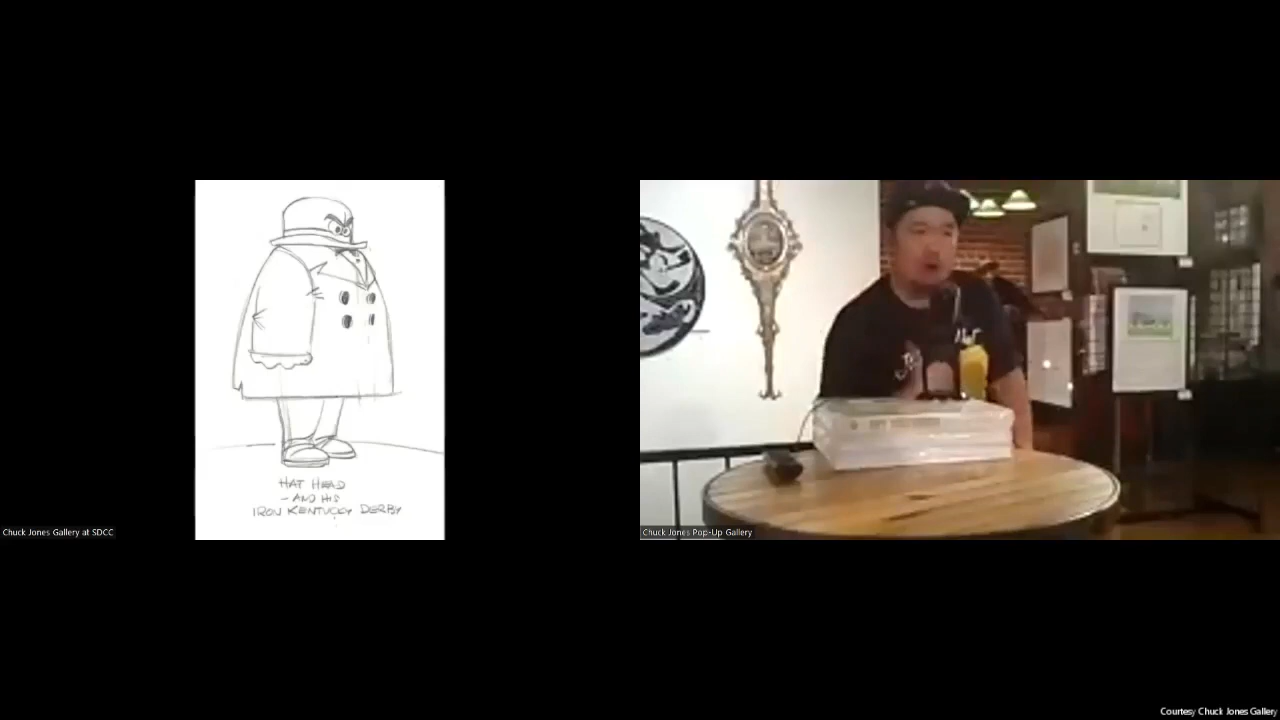 HAT HEAD
- AND HIS
IRON KENTUCKY DERBY
Chuck Jones Gallery at SDCC
Chuck Jones Pop-Up Gallery
Courtesy Chuck Jones Gallery